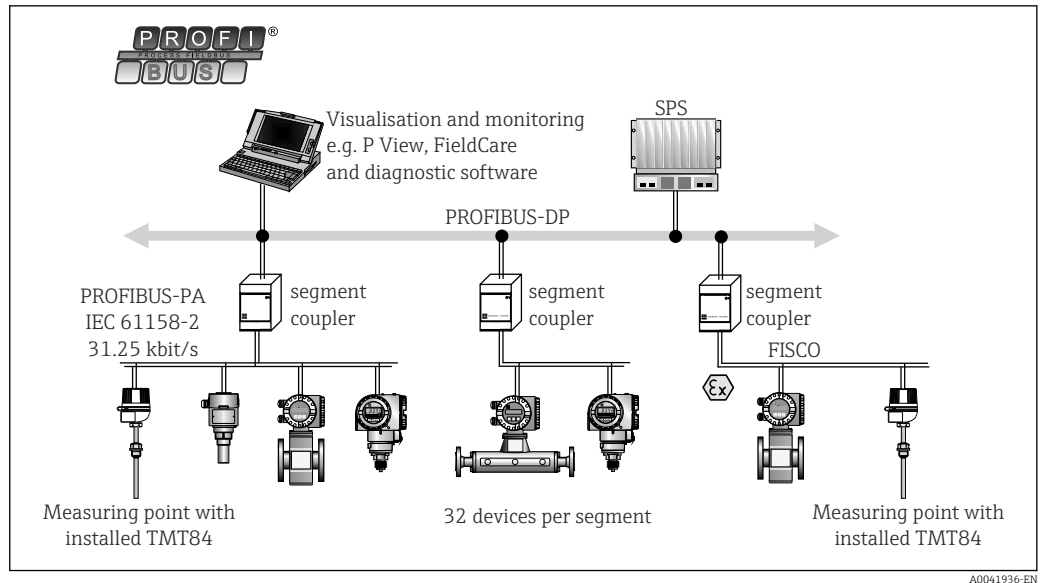 PROFI®
PROCESS FIELDBUS
BUS
SPS
Visualisation and monitoring
e.g. P View, FieldCare
and diagnostic software
PROFIBUS-DP
PROFIBUS-PA
IEC 61158-2
31.25 kbit/s
segment
coupler
segment
coupler
segment
coupler
FISCO
εx
Measuring point with
installed TMT84
32 devices per segment
Measuring point with
installed TMT84
A0041936-EN